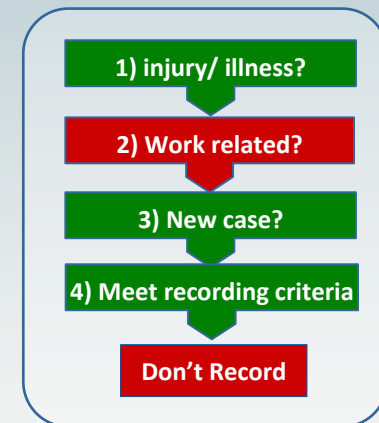 1) injury/ illness?
2) Work related?
3) New case?
4) Meet recording criteria
Don’t Record